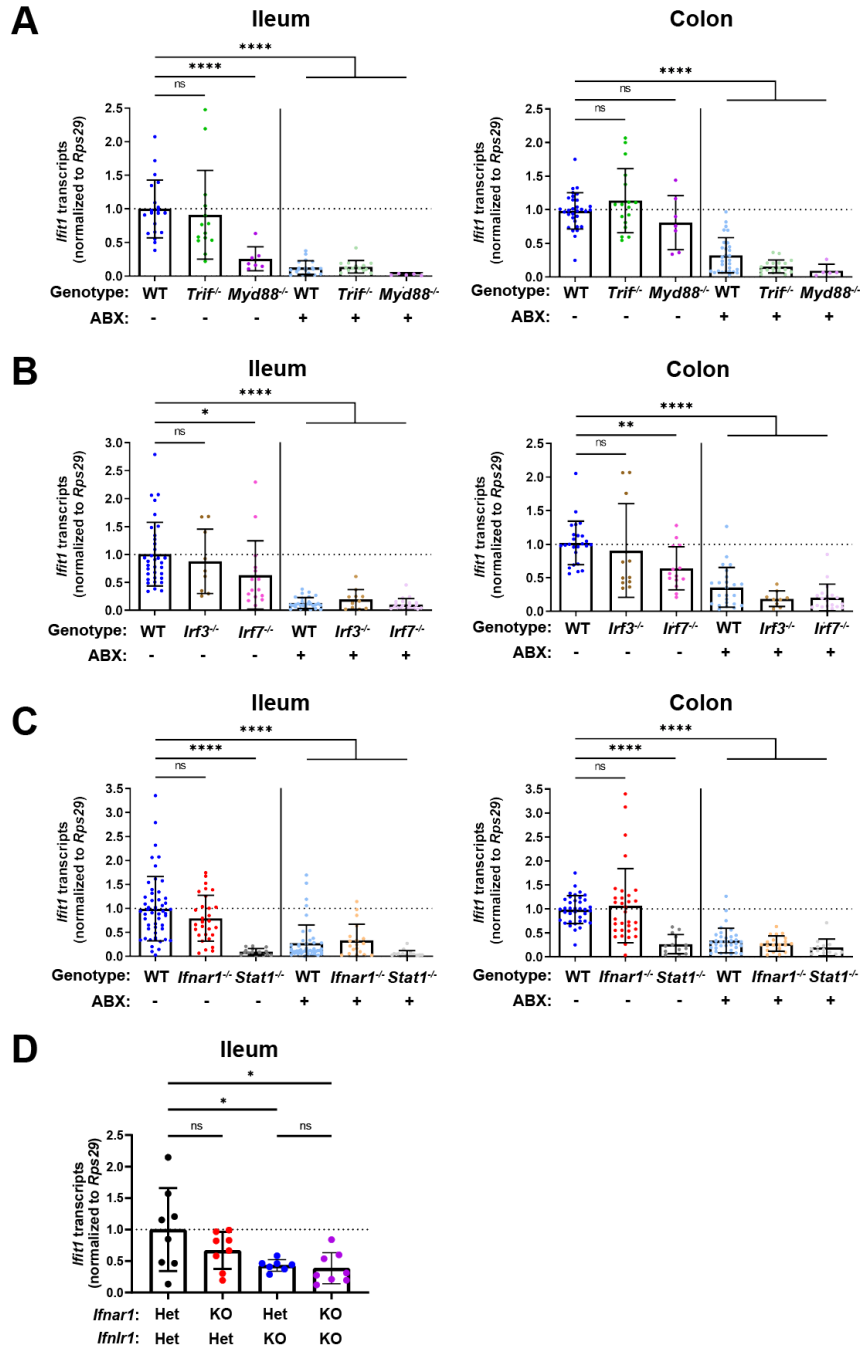 A
Ileum
Colon
****
****
ns
****
ns
ns
Ifit1 transcripts
(normalized to Rps29)
2.5
2.0
1.5
1.0
0.5
0.0
Ifit1 transcripts
(normalized to Rps29)
2.5
2.0
1.5
1.0
0.5
0.0
Genotype: WT Trif-/- Myd88-/- WT Trif-/- Myd88-/-
ABX: - - - + + +
Genotype: WT Trif-/- Myd88-/- WT Trif-/- Myd88-/-
ABX: - - - + + +
B
Ileum
Colon
****
*
ns
****
**
ns
Ifit1 transcripts
(normalized to Rps29)
3.0
2.5
2.0
1.5
1.0
0.5
0.0
Ifit1 transcripts
(normalized to Rps29)
2.5
2.0
1.5
1.0
0.5
0.0
Genotype: WT Irf3-/- Irf7-/- WT Irf3-/- Irf7-/-
ABX: - - - + + +
Genotype: WT Irf3-/- Irf7-/- WT Irf3-/- Irf7-/-
ABX: - - - + + +
C
Ileum
Colon
****
****
ns
****
****
ns
Ifit1 transcripts
(normalized to Rps29)
3.5
3.0
2.5
2.0
1.5
1.0
0.5
0.0
Ifit1 transcripts
(normalized to Rps29)
3.5
3.0
2.5
2.0
1.5
1.0
0.5
0.0
Genotype: WT Ifnar1-/- Stat1-/- WT Ifnar1-/- Stat1-/-
ABX: - - - + + +
Genotype: WT Ifnar1-/- Stat1-/- WT Ifnar1-/- Stat1-/-
ABX: - - - + + +
D
Ileum
*
*
ns
ns
Ifit1 transcripts
(normalized to Rps29)
2.5
2.0
1.5
1.0
0.5
0.0
Ifnar1: Het KO Het KO
Ifnlr1: Het Het KO KO